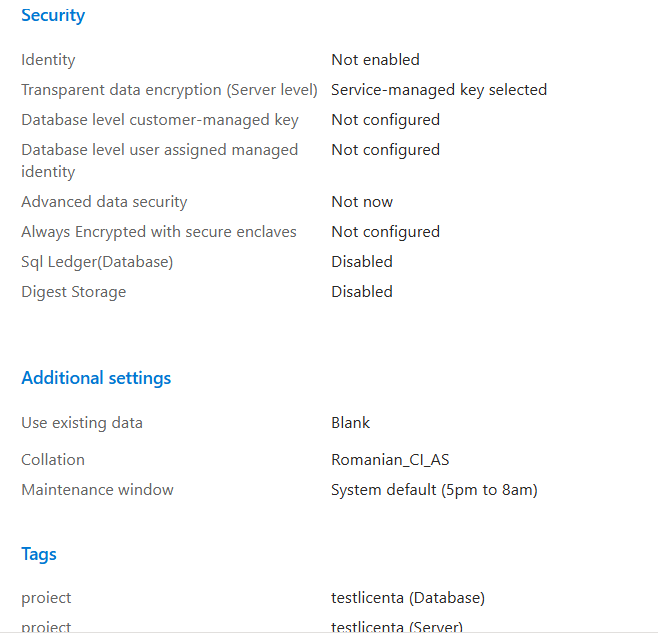 Security
Identity Not enabled
Transparent data encryption (Server level) Service-managed key selected
Database level customer-managed key Not configured
Database level user assigned managed Not configured
identity
Advanced data security Not now
Always Encrypted with secure enclaves Not configured
Sql Ledger(Database) Disabled
Digest Storage Disabled
Additional settings
Use existing data Blank
Collation Romanian_CI_AS
Maintenance window System default (5pm to 8am)
Tags
proiect testlicenta (Database)
proiect testlicenta (Server)